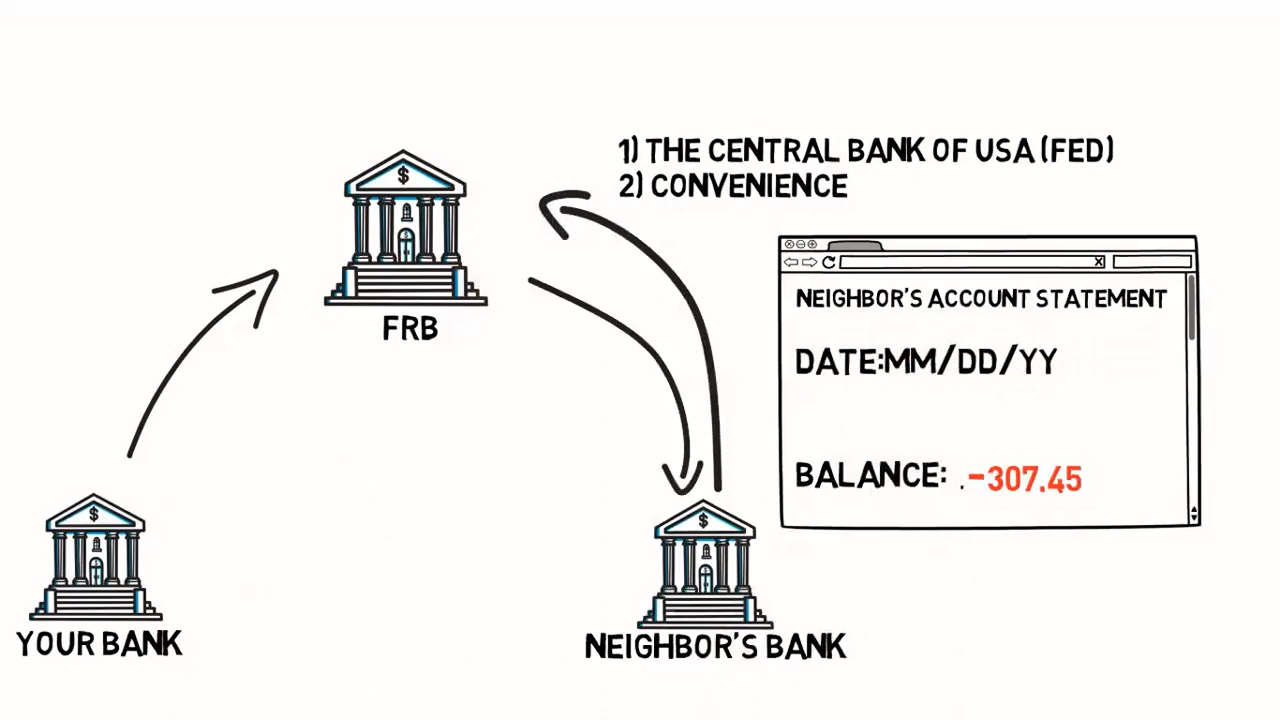 1) THE CENTRAL BANK OF USA (FED)
2) CONVENIENCE
$
FRB
NEIGHBOR'S ACCOUNT STATEMENT
DATE:MM/DD/YY
BALANCE: -307.45
$
YOUR BANK
$
NEIGHBOR'S BANK